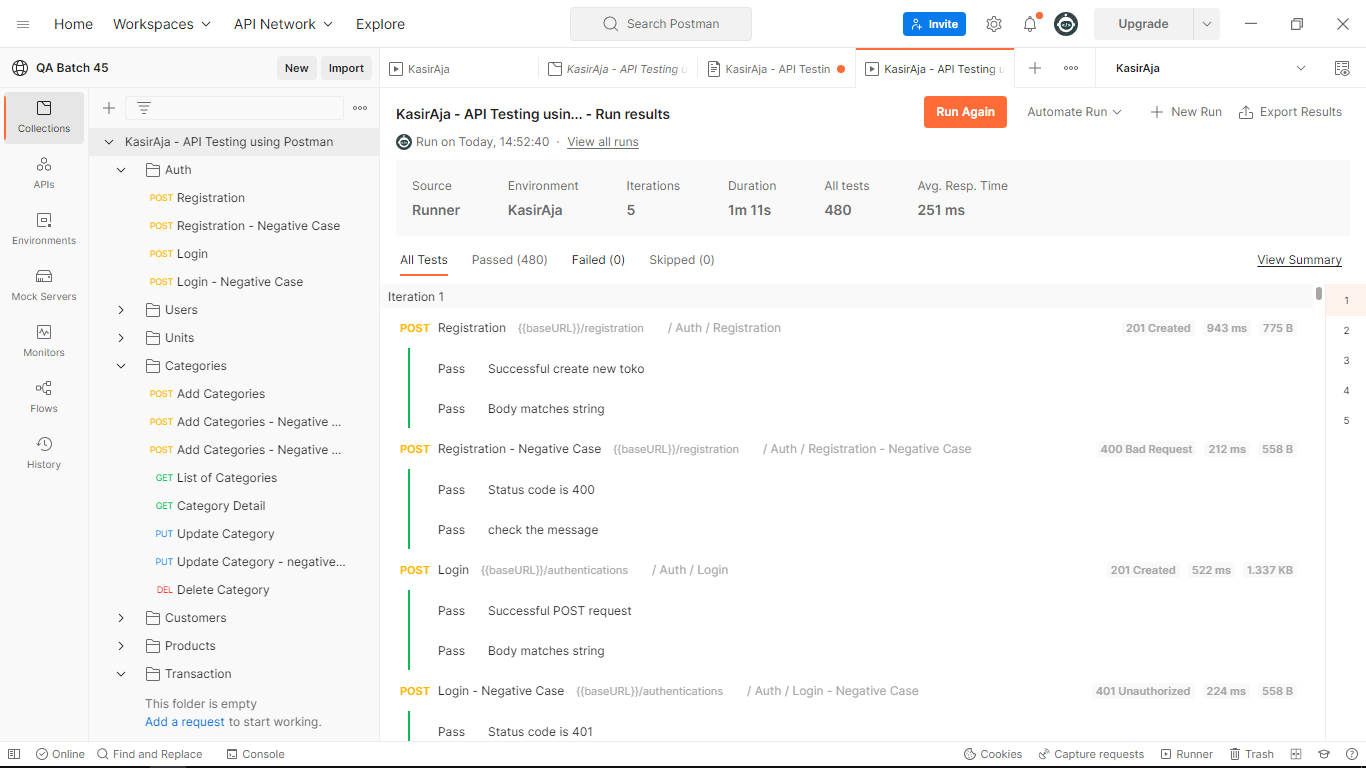 Home Workspaces API Network Explore Search Postman Invite Upgrade
QA Batch 45 New Import KasirAja KasirAja - API Testing u KasirAja - API Testin KasirAja - API Testing KasirAja
Collections
APIs
Environments
Mock Servers
Monitors
Flows
History
KasirAja - API Testing using Postman
Auth
POST Registration
POST Registration - Negative Case
POST Login
POST Login - Negative Case
Users
Units
Categories
POST Add Categories
POST Add Categories - Negative ...
POST Add Categories - Negative ...
GET List of Categories
GET Category Detail
PUT Update Category
PUT Update Category - negative...
DEL Delete Category
Customers
Products
Transaction
This folder is empty
Add a request to start working.
KasirAja - API Testing usin... - Run results Run Again Automate Run New Run Export Results
Run on Today, 14:52:40 · View all runs
Source Environment Iterations Duration All tests Avg. Resp. Time
Runner KasirAja 5 1m 11s 480 251 ms
All Tests Passed (480) Failed (0) Skipped (0) View Summary
Iteration 1
POST Registration {{baseURL}}/registration / Auth / Registration 201 Created 943 ms 775 B
Pass Successful create new toko
Pass Body matches string
POST Registration - Negative Case {{baseURL}}/registration / Auth / Registration - Negative Case 400 Bad Request 212 ms 558 B
Pass Status code is 400
Pass check the message
POST Login {{baseURL}}/authentications / Auth / Login 201 Created 522 ms 1.337 KB
Pass Successful POST request
Pass Body matches string
POST Login - Negative Case {{baseURL}}/authentications / Auth / Login - Negative Case 401 Unauthorized 224 ms 558 B
Pass Status code is 401
1
2
3
4
5
Online Find and Replace Console Cookies Capture requests Runner Trash